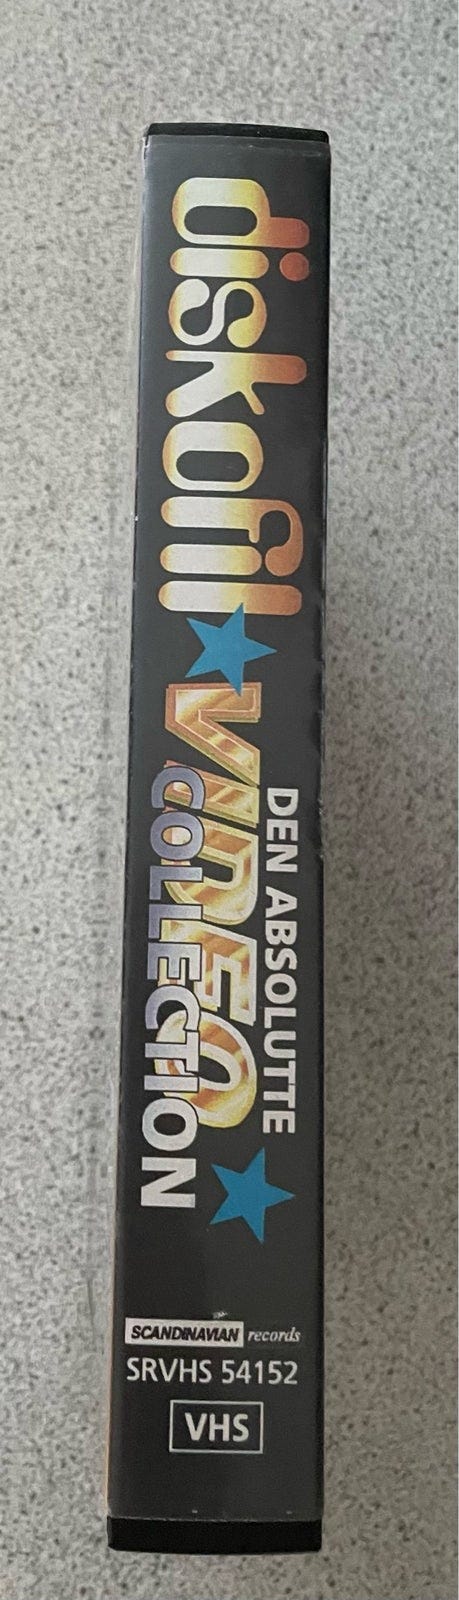 diskofil
DEN ABSOLUTTE
VIDEO
COLLECTION
SCANDINAVIAN records
SRVHS 54152
VHS